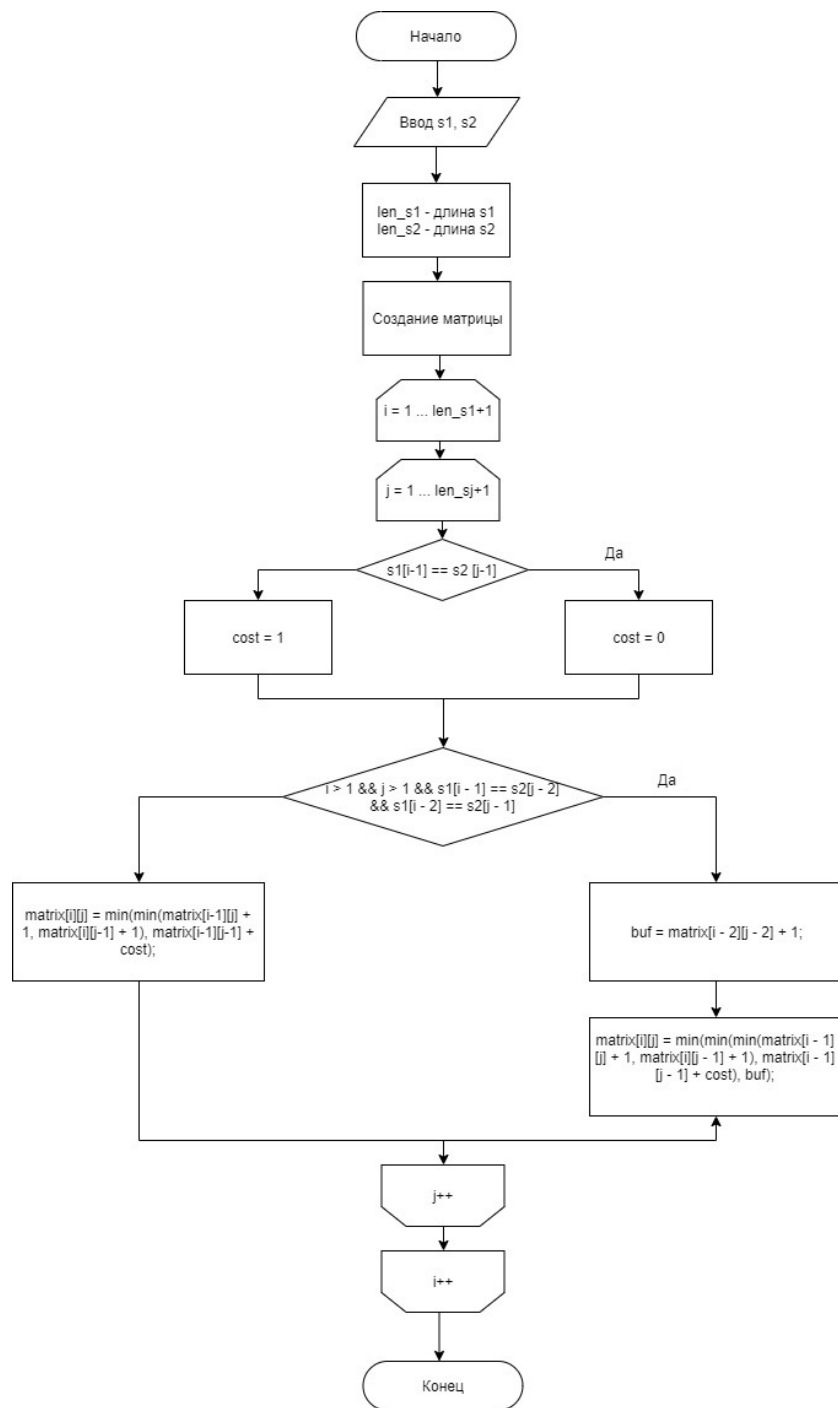 Начало
Ввод s1, s2
len_s1 - длина s1
len_s2 - длина s2
Создание матрицы
i = 1 ... len_s1+1
j = 1 ... len_sj+1
s1[i-1] == s2 [j-1]
Да
cost = 1
cost = 0
i > 1 && j > 1 && s1[i - 1] == s2[j - 2]
&& s1[i - 2] == s2[j - 1]
Да
matrix[i][j] = min(min(matrix[i-1][j] +
1, matrix[i][j-1] + 1), matrix[i-1][j-1] +
cost);
buf = matrix[i - 2][j - 2] + 1;
matrix[i][j] = min(min(min(matrix[i - 1]
[j] + 1, matrix[i][j - 1] + 1), matrix[i - 1]
[j - 1] + cost), buf);
j++
i++
Конец